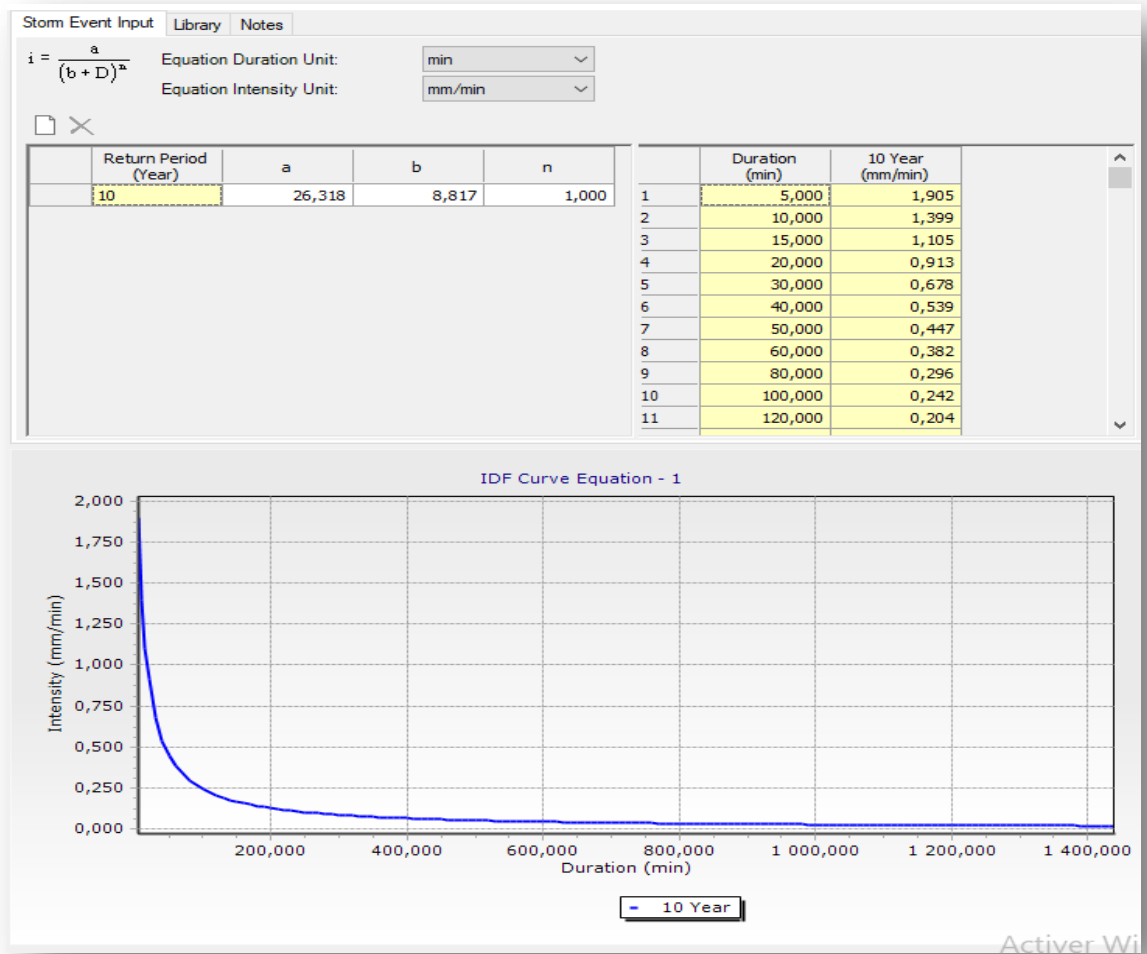 Storm Event Input Library Notes
i = a / (b + D)^n
Equation Duration Unit: min
Equation Intensity Unit: mm/min
Return Period (Year) a b n
10 26,318 8,817 1,000
Duration (min) 10 Year (mm/min)
1 5,000 1,905
2 10,000 1,399
3 15,000 1,105
4 20,000 0,913
5 30,000 0,678
6 40,000 0,539
7 50,000 0,447
8 60,000 0,382
9 80,000 0,296
10 100,000 0,242
11 120,000 0,204
IDF Curve Equation - 1
Intensity (mm/min)
2,000
1,750
1,500
1,250
1,000
0,750
0,500
0,250
0,000
200,000 400,000 600,000 800,000 1 000,000 1 200,000 1 400,000
Duration (min)
10 Year
Activer Wi